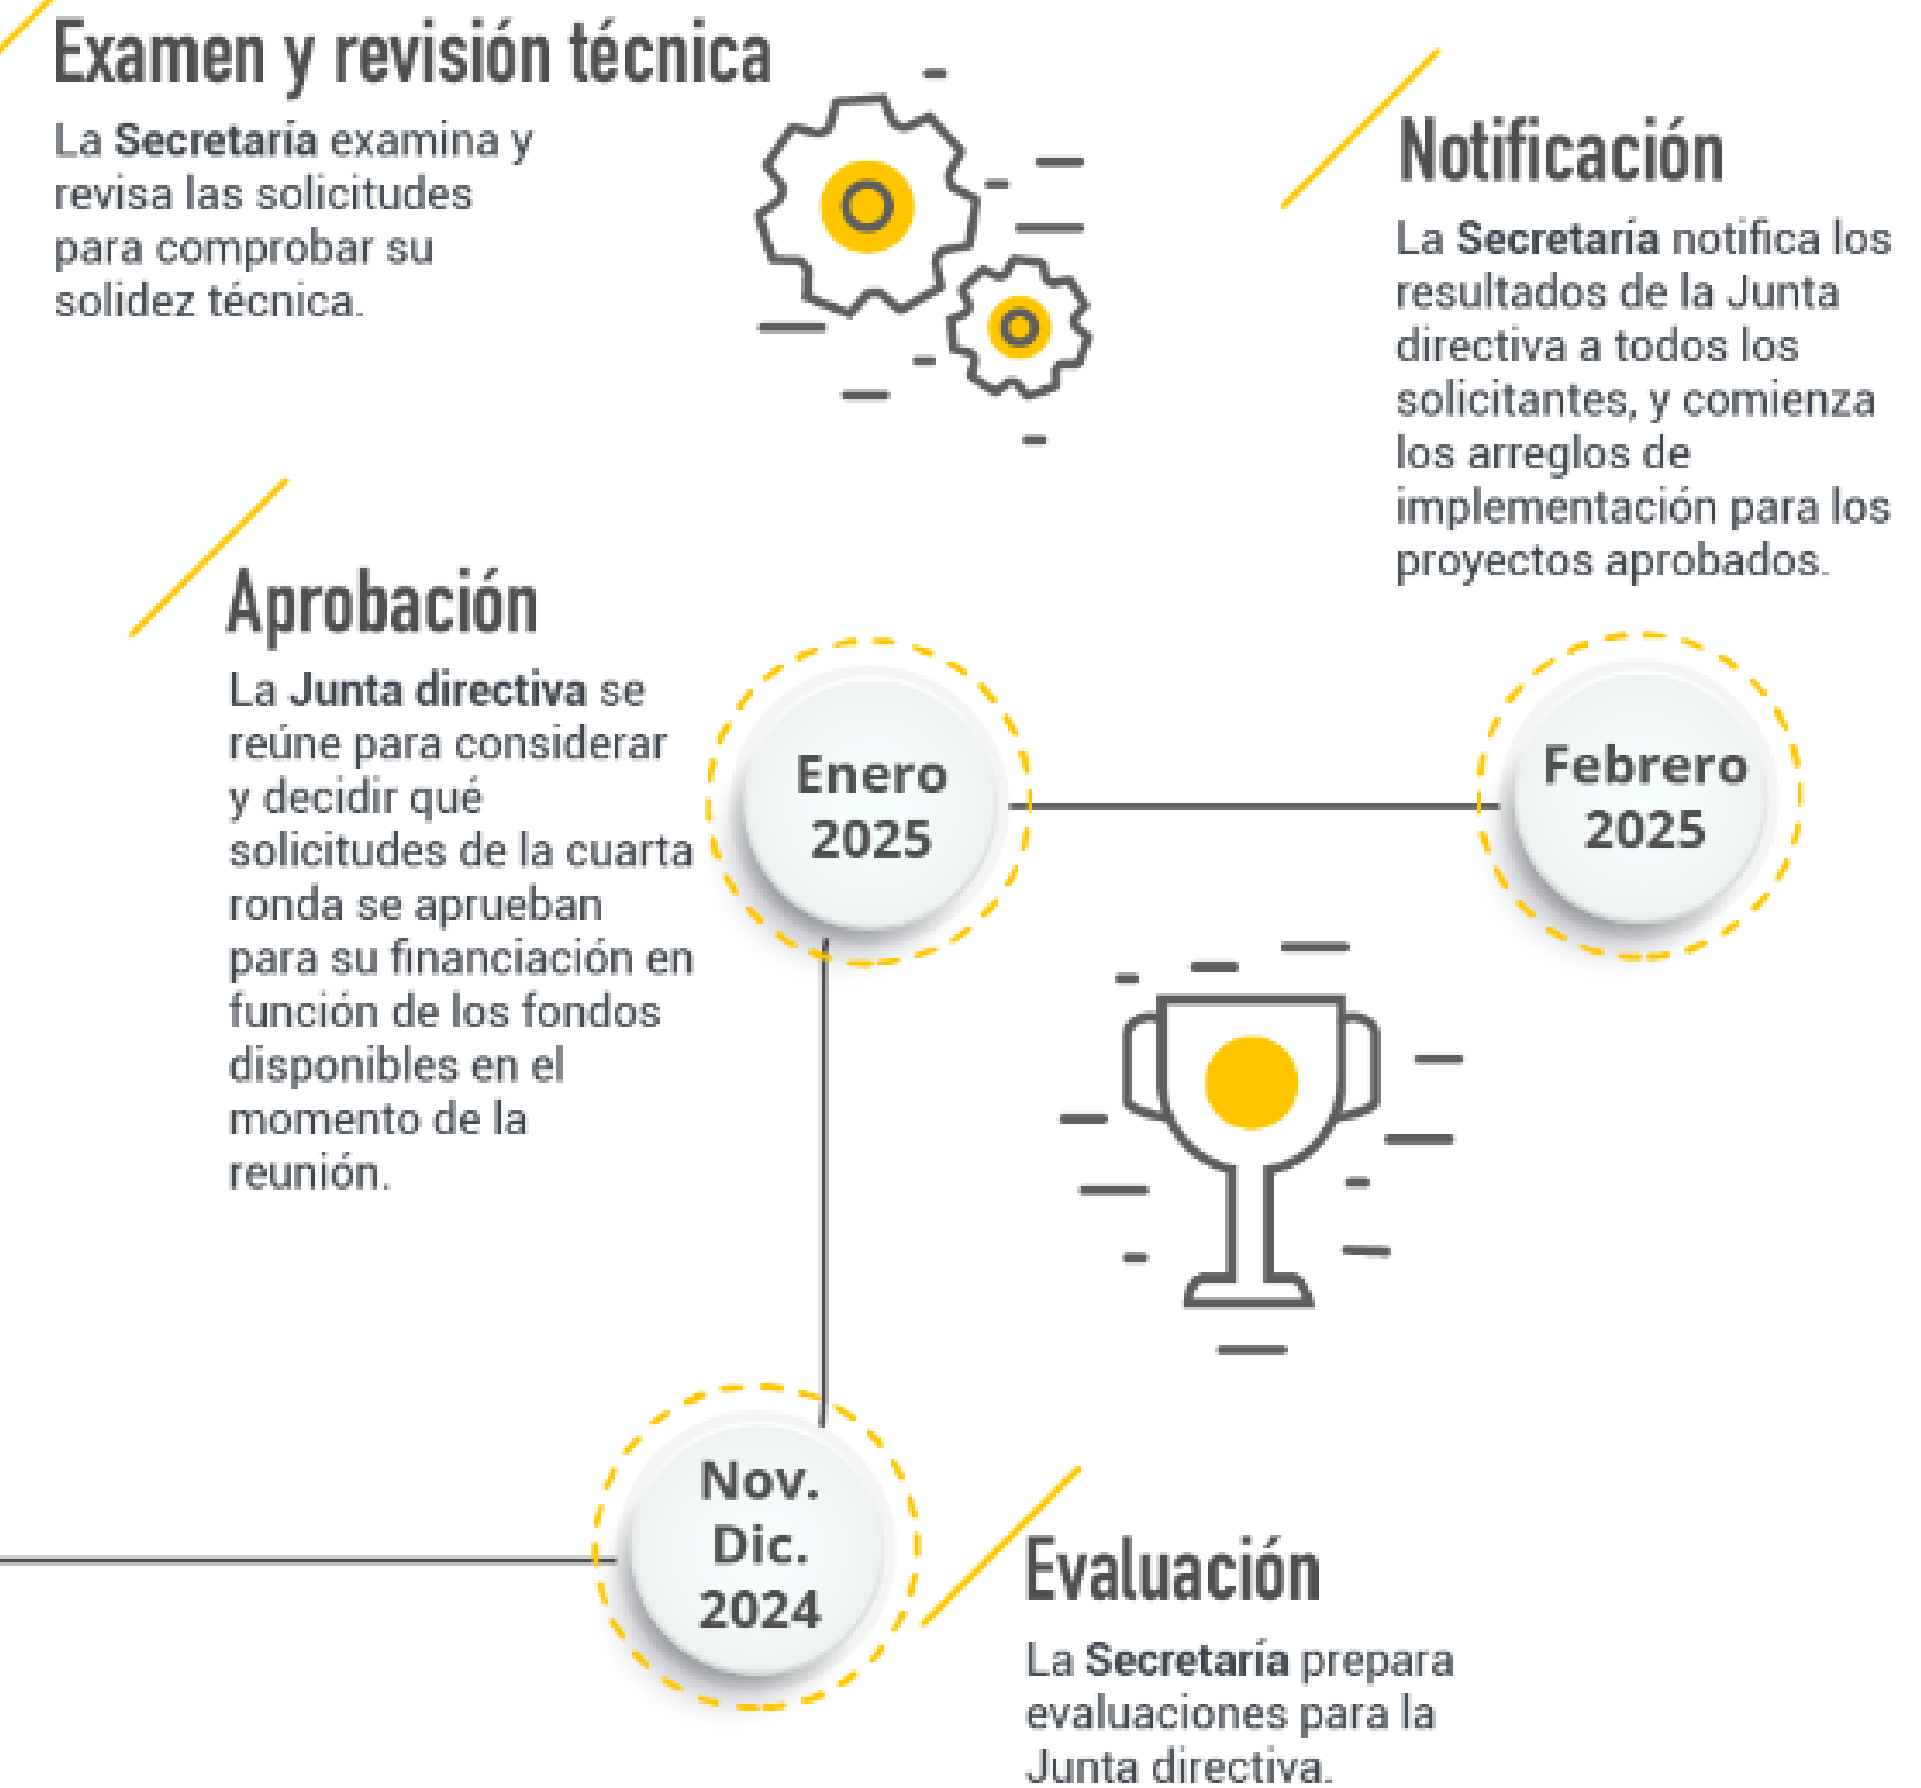 Examen y revisión técnica
La Secretaría examina y
revisa las solicitudes
para comprobar su
solidez técnica.
Notificación
La Secretaría notifica los
resultados de la Junta
directiva a todos los
solicitantes, y comienza
los arreglos de
implementación para los
proyectos aprobados.
Aprobación
La Junta directiva se
reúne para considerar
y decidir qué
solicitudes de la cuarta
ronda se aprueban
para su financiación en
función de los fondos
disponibles en el
momento de la
reunión.
Enero
2025
Febrero
2025
Nov.
Dic.
2024
Evaluación
La Secretaría prepara
evaluaciones para la
Junta directiva.